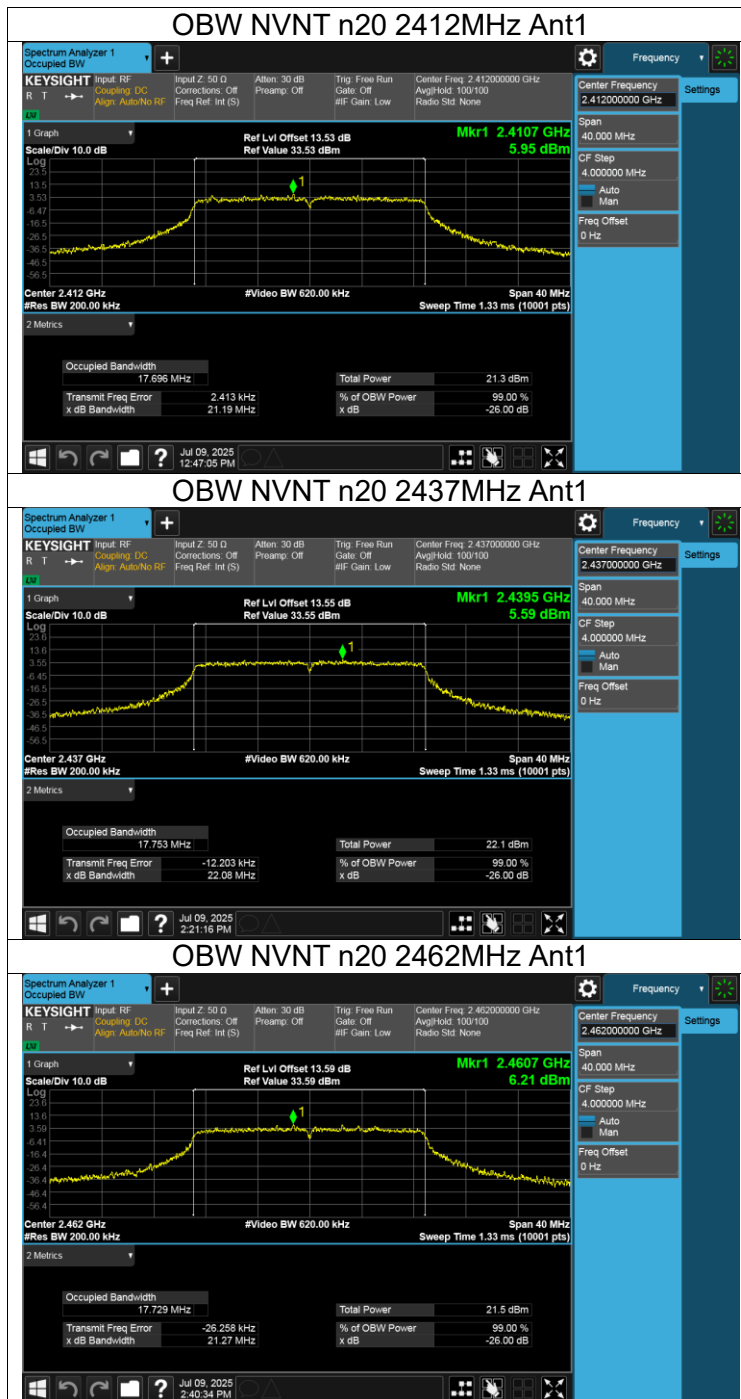 OBW NVNT n20 2412MHz Ant1
Spectrum Analyzer 1
Occupied BW
Frequency
KEYSIGHT Input: RF Input Z: 50 Ω Atten: 30 dB Trig: Free Run Center Freq: 2.412000000 GHz
R T Coupling: DC Corrections: Off Preamp: Off Gate: Off Avg|Hold: 100/100
Align: Auto/No RF Freq Ref: Int (S) #IF Gain: Low Radio Std: None
LXI
Center Frequency
2.412000000 GHz
Settings
Span
40.000 MHz
CF Step
4.000000 MHz
Auto
Man
Freq Offset
0 Hz
1 Graph
Ref Lvl Offset 13.53 dB
Mkr1 2.4107 GHz
Scale/Div 10.0 dB Ref Value 33.53 dBm 5.95 dBm
Log
23.5
13.5
3.53
-6.47
-16.5
-26.5
-36.5
-46.5
-56.5
1
Center 2.412 GHz #Video BW 620.00 kHz Span 40 MHz
#Res BW 200.00 kHz Sweep Time 1.33 ms (1001 pts)
2 Metrics
Occupied Bandwidth
17.696 MHz Total Power 21.3 dBm
Transmit Freq Error 2.413 kHz % of OBW Power 99.00 %
x dB Bandwidth 21.19 MHz x dB -26.00 dB
? Jul 09, 2025
12:47:05 PM
OBW NVNT n20 2437MHz Ant1
Spectrum Analyzer 1
Occupied BW
Frequency
KEYSIGHT Input: RF Input Z: 50 Ω Atten: 30 dB Trig: Free Run Center Freq: 2.437000000 GHz
R T Coupling: DC Corrections: Off Preamp: Off Gate: Off Avg|Hold: 100/100
Align: Auto/No RF Freq Ref: Int (S) #IF Gain: Low Radio Std: None
LXI
Center Frequency
2.437000000 GHz
Settings
Span
40.000 MHz
CF Step
4.000000 MHz
Auto
Man
Freq Offset
0 Hz
1 Graph
Ref Lvl Offset 13.55 dB
Mkr1 2.4395 GHz
Scale/Div 10.0 dB Ref Value 33.55 dBm 5.59 dBm
Log
23.6
13.6
3.55
-6.45
-16.5
-26.5
-36.5
-46.5
-56.5
1
Center 2.437 GHz #Video BW 620.00 kHz Span 40 MHz
#Res BW 200.00 kHz Sweep Time 1.33 ms (10001 pts)
2 Metrics
Occupied Bandwidth
17.753 MHz Total Power 22.1 dBm
Transmit Freq Error -12.203 kHz % of OBW Power 99.00 %
x dB Bandwidth 22.08 MHz x dB -26.00 dB
? Jul 09, 2025
2:21:16 PM
OBW NVNT n20 2462MHz Ant1
Spectrum Analyzer 1
Occupied BW
Frequency
KEYSIGHT Input: RF Input Z: 50 Ω Atten: 30 dB Trig: Free Run Center Freq: 2.462000000 GHz
R T Coupling: DC Corrections: Off Preamp: Off Gate: Off Avg|Hold: 100/100
Align: Auto/No RF Freq Ref: Int (S) #IF Gain: Low Radio Std: None
LXI
Center Frequency
2.462000000 GHz
Settings
Span
40.000 MHz
CF Step
4.000000 MHz
Auto
Man
Freq Offset
0 Hz
1 Graph
Ref Lvl Offset 13.59 dB
Mkr1 2.4607 GHz
Scale/Div 10.0 dB Ref Value 33.59 dBm 6.21 dBm
Log
23.6
13.6
3.59
-6.41
-16.4
-26.4
-36.4
-46.4
-56.4
1
Center 2.462 GHz #Video BW 620.00 kHz Span 40 MHz
#Res BW 200.00 kHz Sweep Time 1.33 ms (10001 pts)
2 Metrics
Occupied Bandwidth
17.729 MHz Total Power 21.5 dBm
Transmit Freq Error -26.258 kHz % of OBW Power 99.00 %
x dB Bandwidth 21.27 MHz x dB -26.00 dB
? Jul 09, 2025
2:40:34 PM